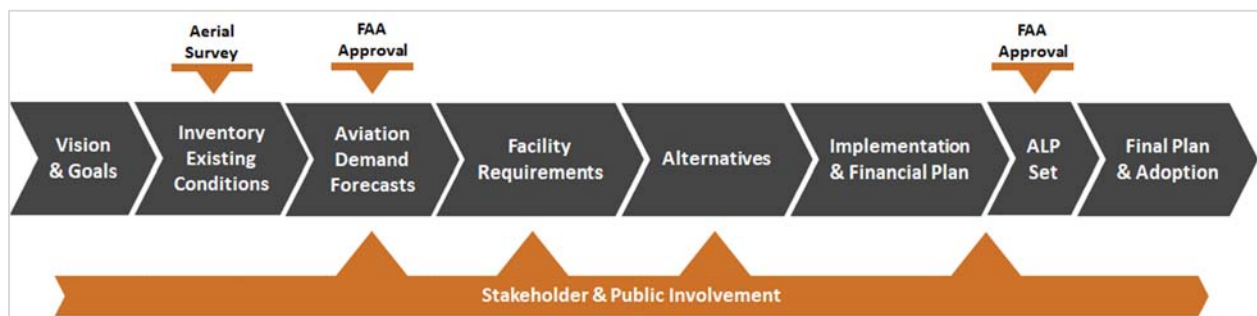 Aerial
Survey
FAA
Approval
FAA
Approval
Vision
& Goals
Inventory
Existing
Conditions
Aviation
Demand
Forecasts
Facility
Requirements
Alternatives
Implementation
& Financial Plan
ALP
Set
Final Plan
& Adoption
Stakeholder & Public Involvement